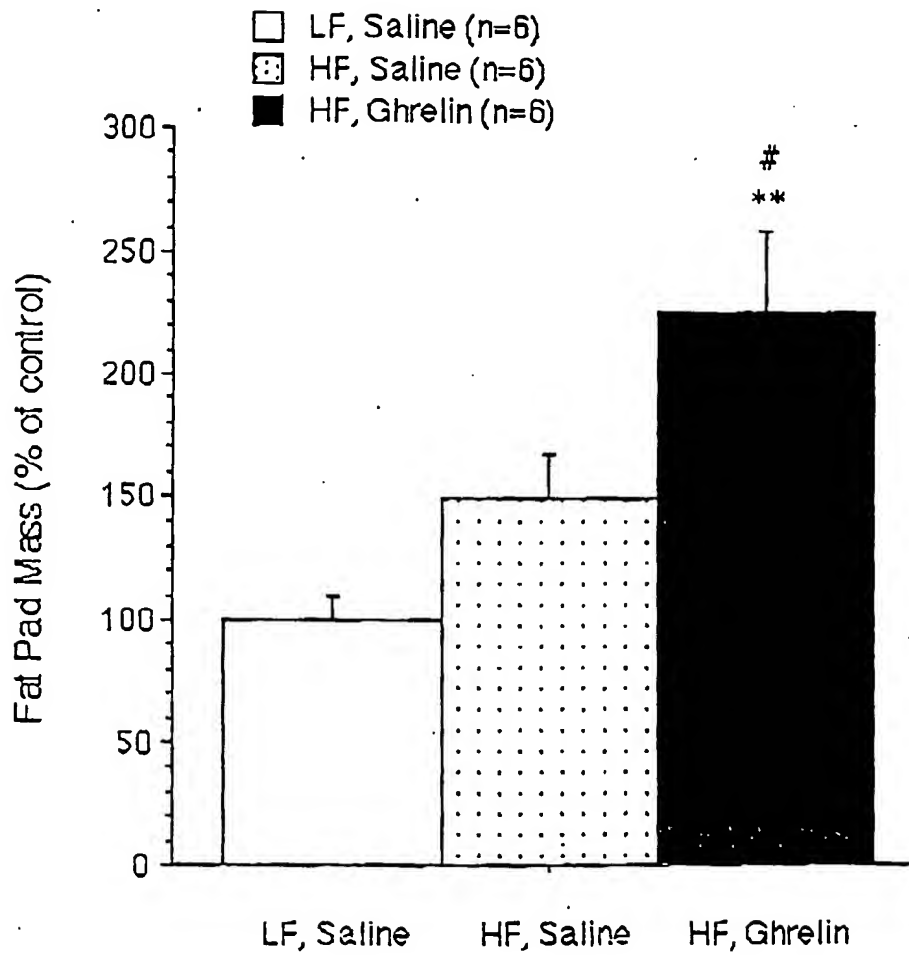 LF, Saline (n=6)
HF, Saline (n=6)
HF, Ghrelin (n=6)
300
250
200
150
100
50
0
Fat Pad Mass (% of control)
#
**
LF, Saline HF, Saline HF, Ghrelin